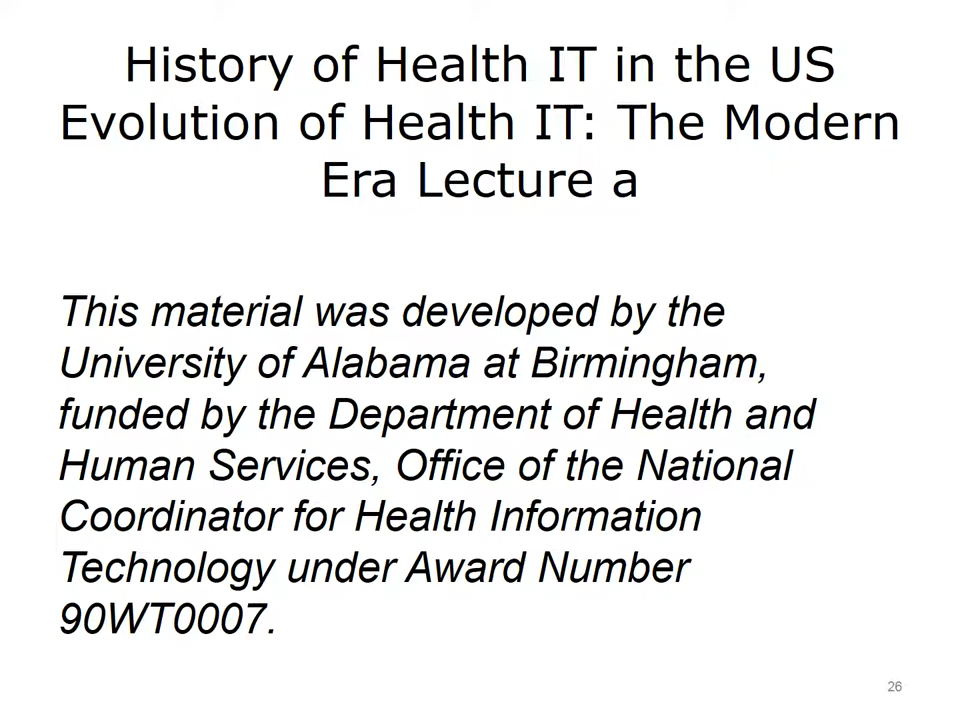 History of Health IT in the US
Evolution of Health IT: The Modern
Era Lecture a
This material was developed by the
University of Alabama at Birmingham,
funded by the Department of Health and
Human Services, Office of the National
Coordinator for Health Information
Technology under Award Number
90WT0007.
26